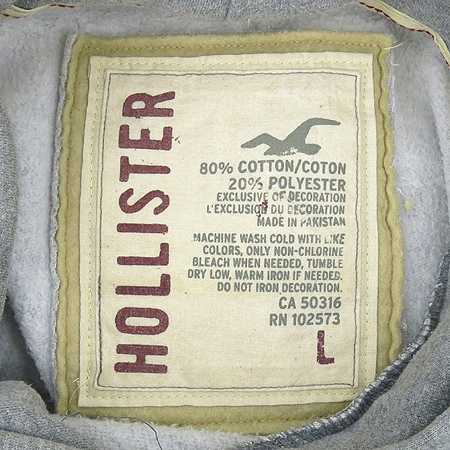 HOLLISTER
80% COTTON/COTON
20% POLYESTER
EXCLUSIVE OF DECORATION
L'EXCLUSION DU DECORATION
MADE IN PAKISTAN
MACHINE WASH COLD WITH LIKE
COLORS, ONLY NON-CHLORINE
BLEACH WHEN NEEDED, TUMBLE
DRY LOW, WARM IRON IF NEEDED.
DO NOT IRON DECORATION.
CA 50316
RN 102573
L